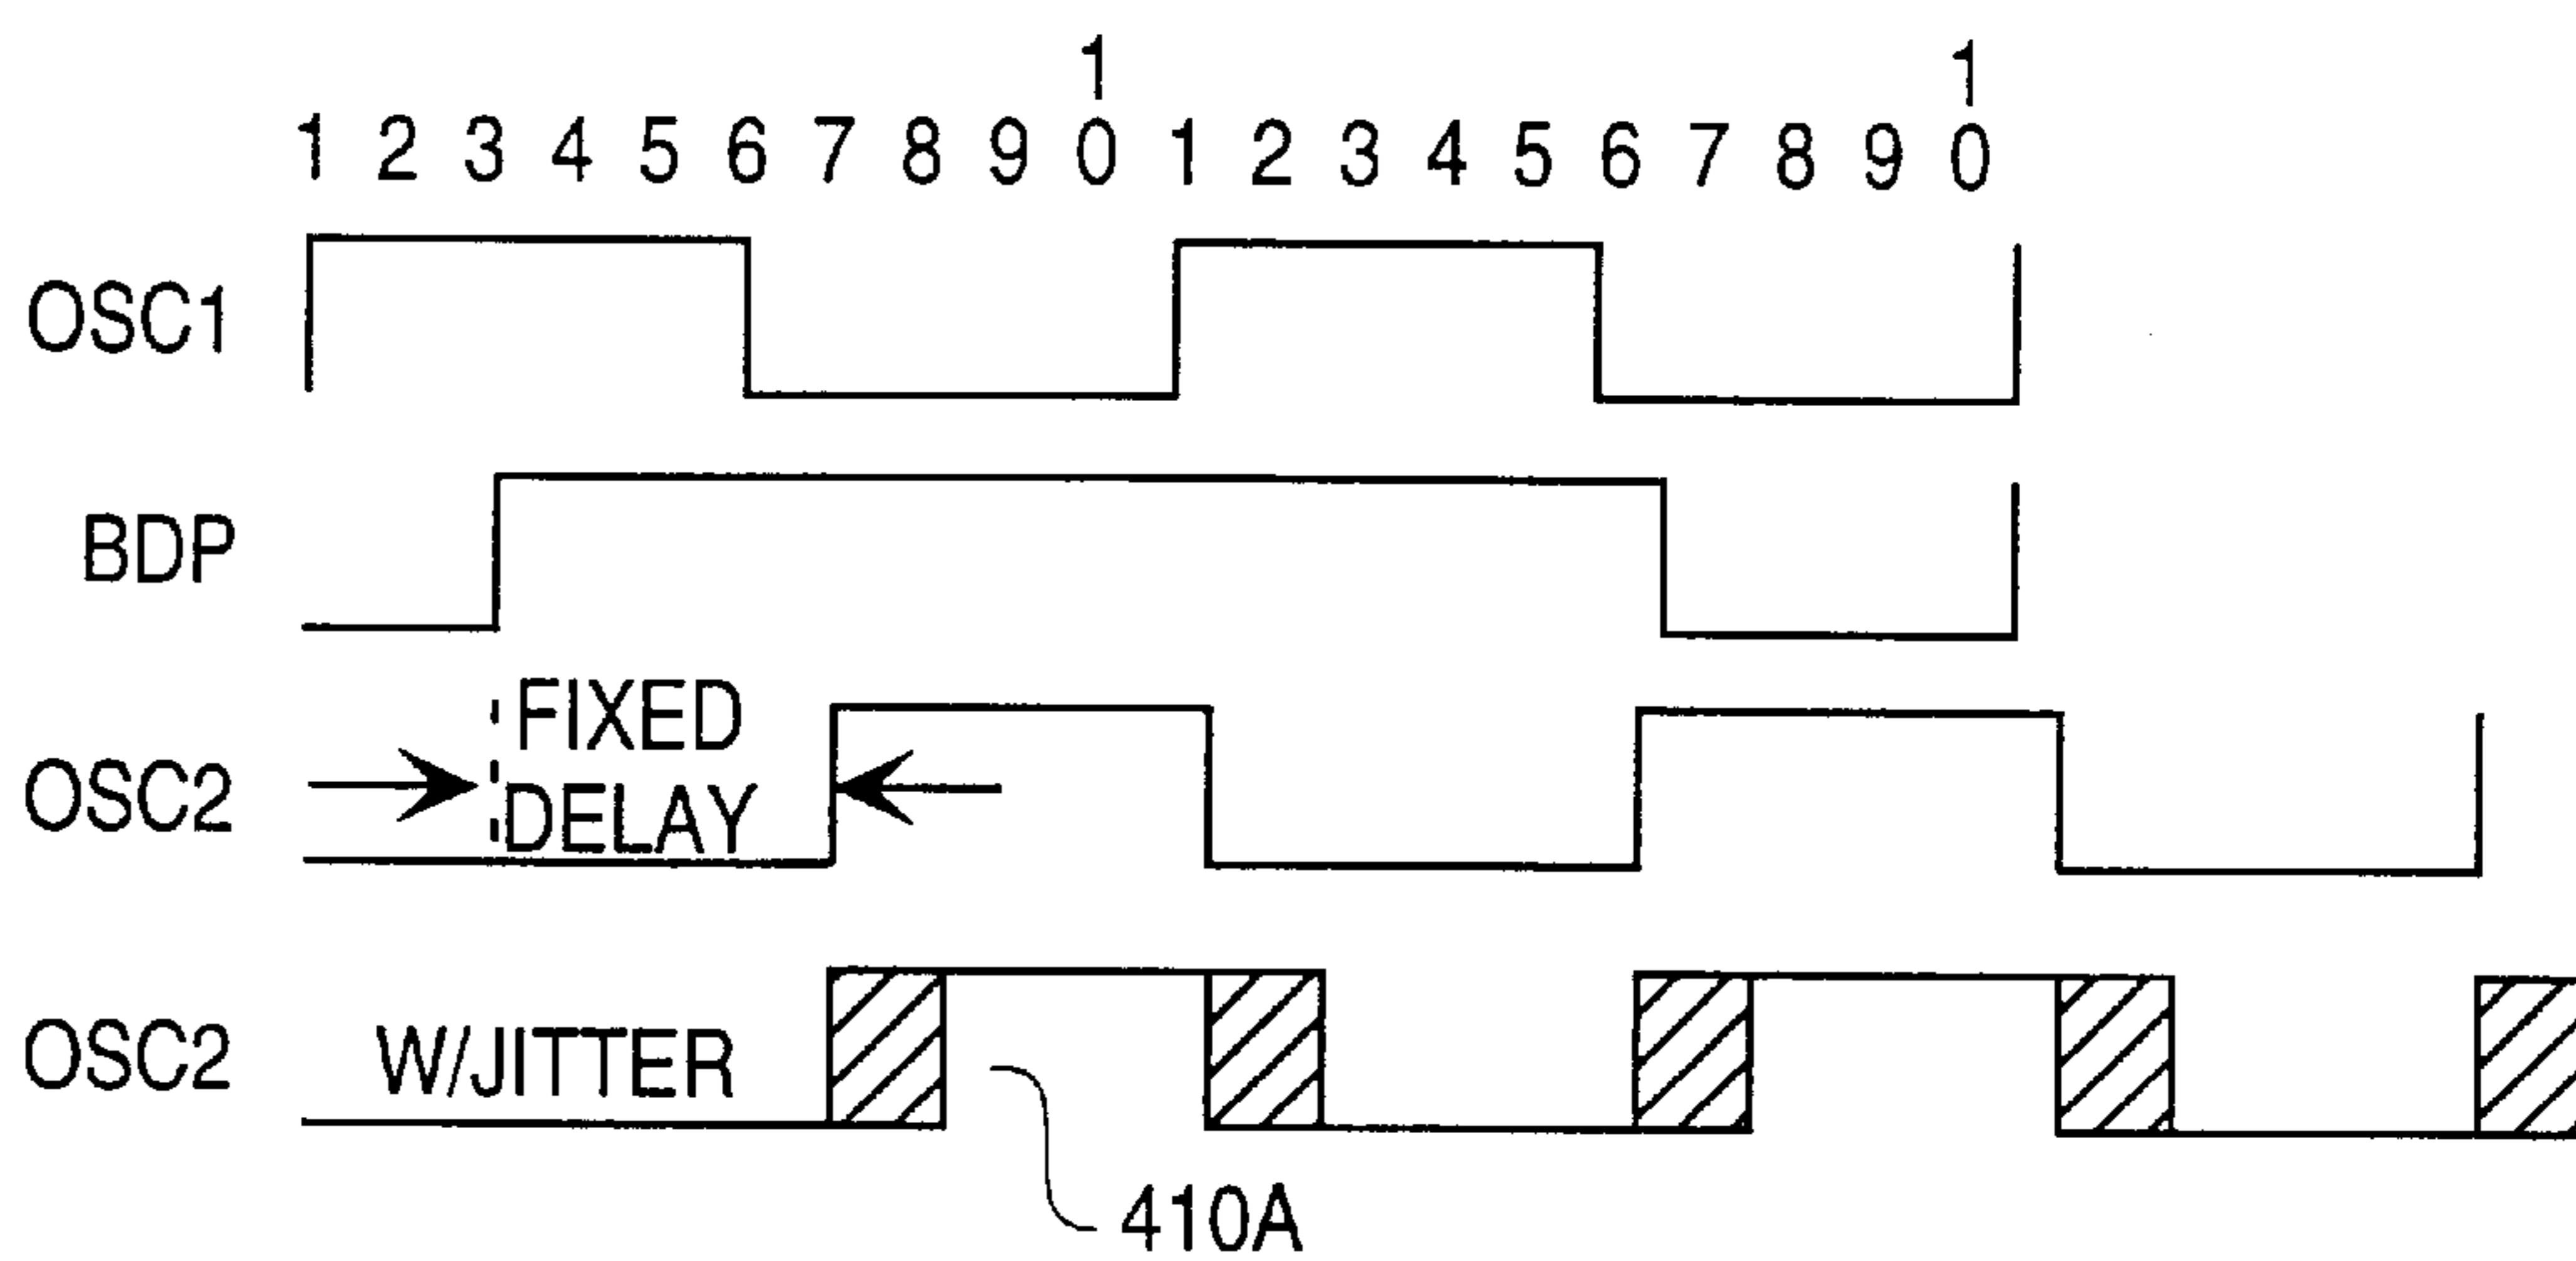 1 1
1 2 3 4 5 6 7 8 9 0 1 2 3 4 5 6 7 8 9 0
OSC1
BDP
OSC2
FIXED
DELAY
OSC2
W/JITTER
410A